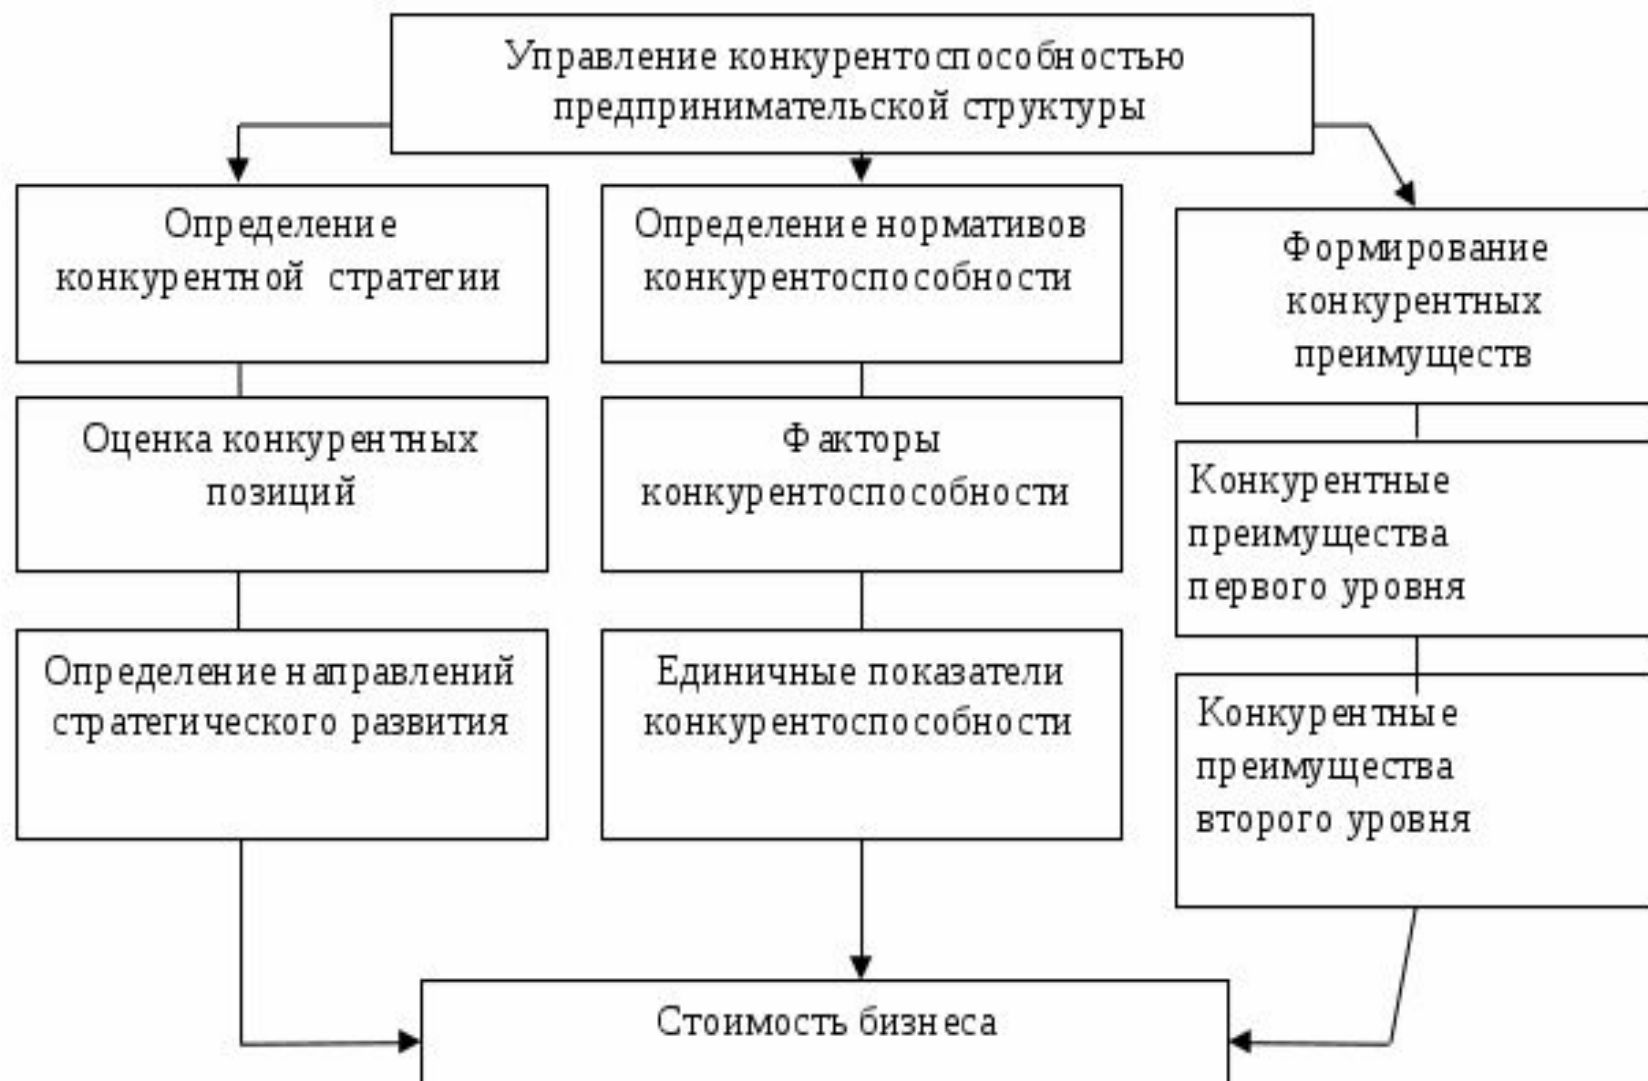 Управление конкурентоспособностью
предпринимательской структуры
Определение
конкурентной стратегии
Определение нормативов
конкурентоспособности
Формирование
конкурентных
преимуществ
Оценка конкурентных
позиций
Факторы
конкурентоспособности
Конкурентные
преимущества
первого уровня
Определение направлений
стратегического развития
Единичные показатели
конкурентоспособности
Конкурентные
преимущества
второго уровня
Стоимость бизнеса